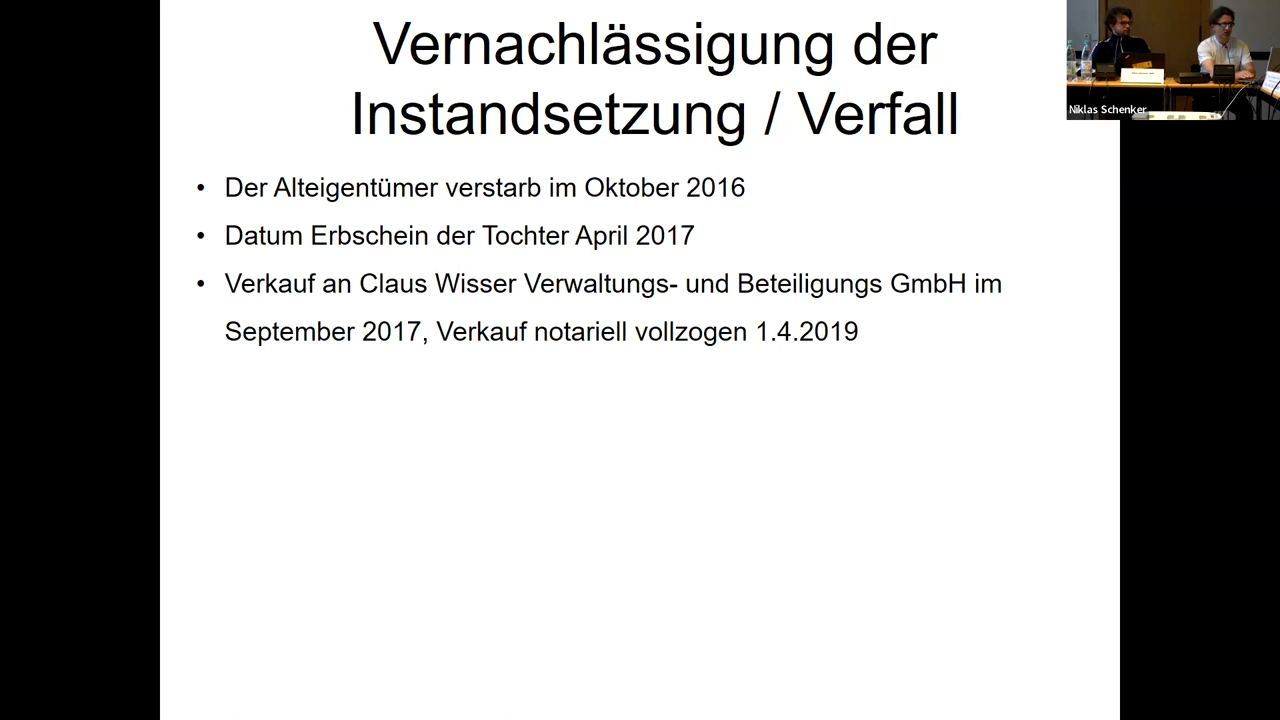 Vernachlässigung der
Instandsetzung / Verfall
• Der Alteigentümer verstarb im Oktober 2016
• Datum Erbschein der Tochter April 2017
• Verkauf an Claus Wisser Verwaltungs- und Beteiligungs GmbH im
September 2017, Verkauf notariell vollzogen 1.4.2019
Niklas Schenker